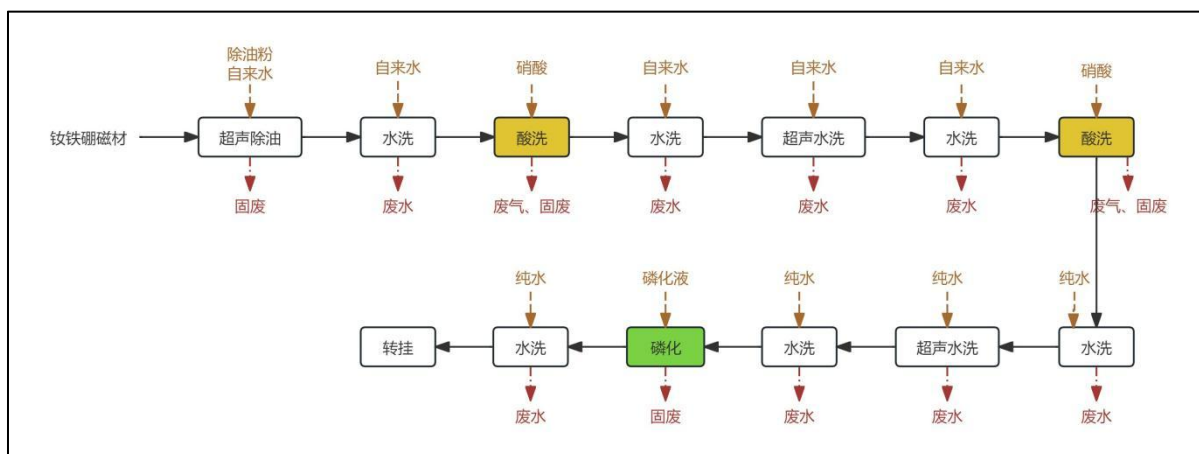 除油粉
自来水
自来水
硝酸
自来水
自来水
自来水
硝酸
钕铁硼磁材
超声除油
水洗
酸洗
水洗
超声水洗
水洗
酸洗
固废
废水
废气、固废
废水
废水
废水
废气、固废
纯水
磷化液
纯水
纯水
纯水
转挂
水洗
磷化
水洗
超声水洗
水洗
废水
固废
废水
废水
废水